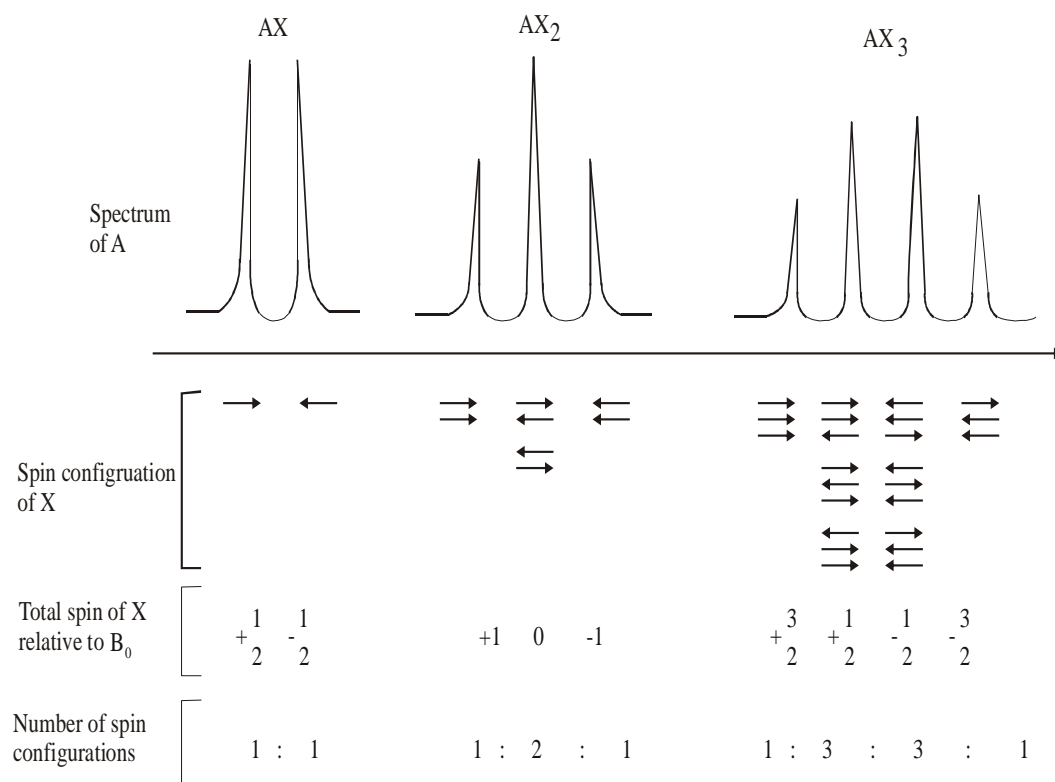 AX AX2 AX3
Spectrum
of A
Spin configruation
of X
Total spin of X
relative to B0
+1/2 -1/2 +1 0 -1 +3/2 +1/2 -1/2 -3/2
Number of spin
configurations
1 : 1 1 : 2 : 1 1 : 3 : 3 : 1